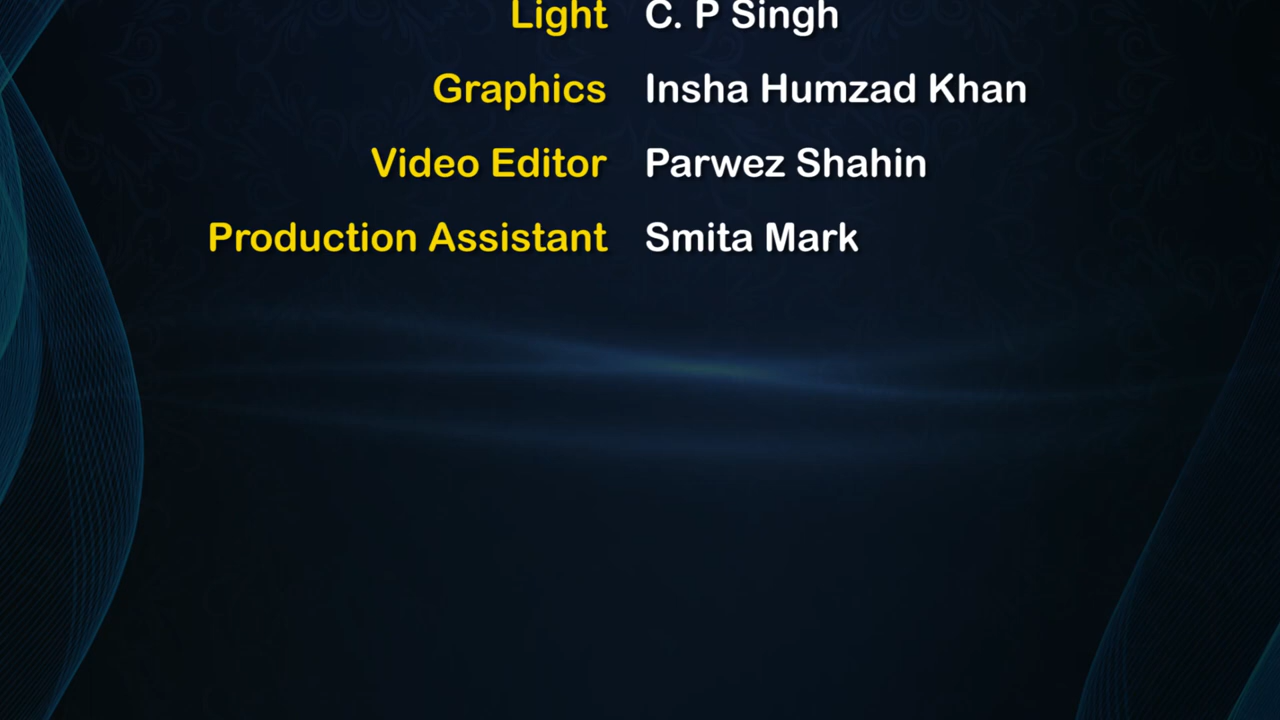 Light C. P Singh
Graphics Insha Humzad Khan
Video Editor Parwez Shahin
Production Assistant Smita Mark